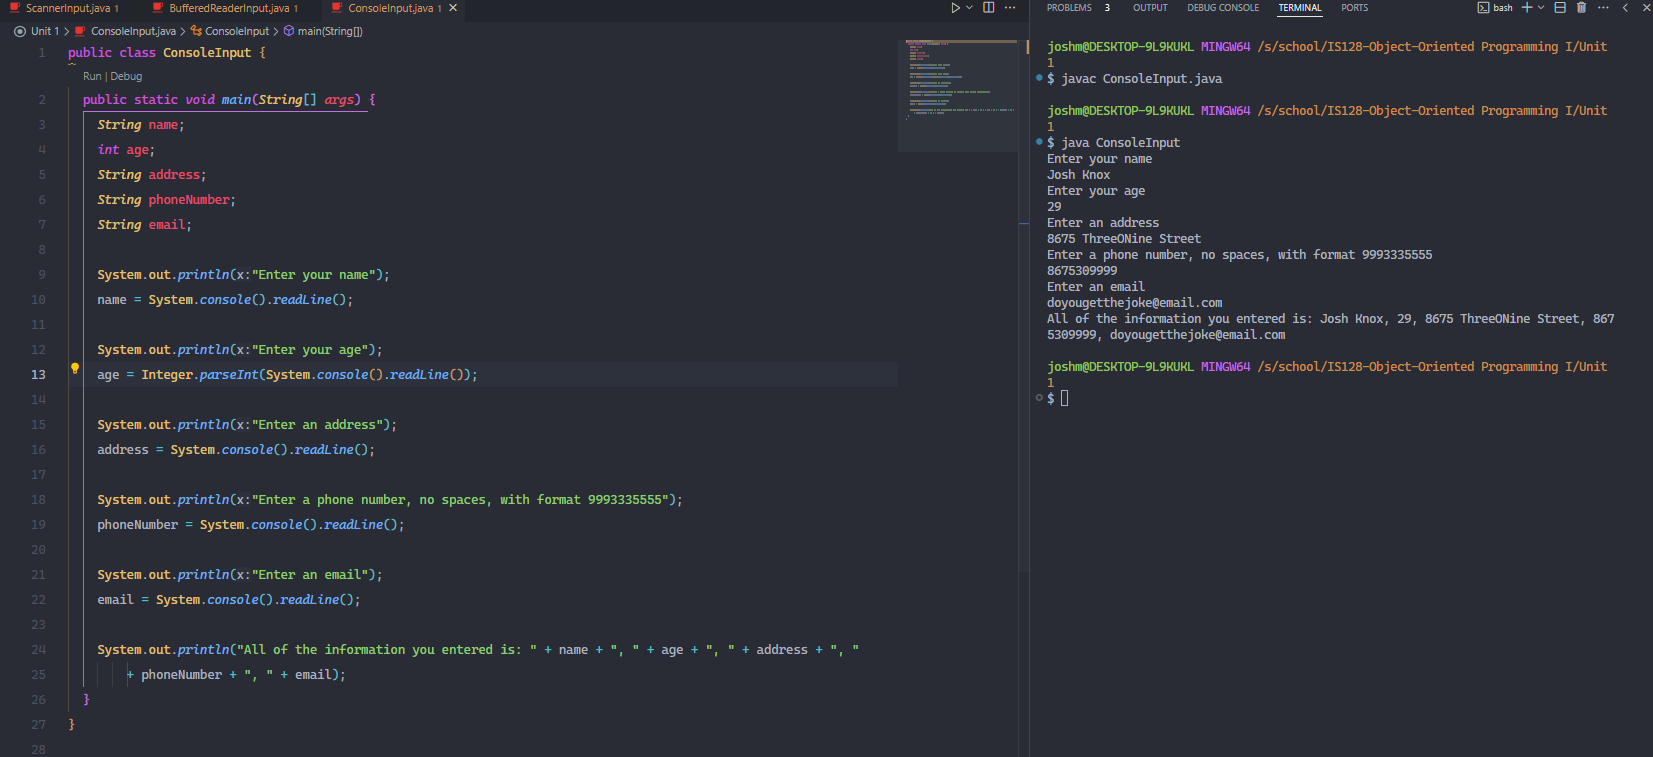 ScannerInput.java 1 BufferedReaderInput.java 1 ConsoleInput.java 1
Unit 1 > ConsoleInput.java > ConsoleInput > main(String[])
1 public class ConsoleInput {
Run | Debug
2 public static void main(String[] args) {
3 String name;
4 int age;
5 String address;
6 String phoneNumber;
7 String email;
8
9 System.out.println(x:"Enter your name");
10 name = System.console().readLine();
11
12 System.out.println(x:"Enter your age");
13 age = Integer.parseInt(System.console().readLine());
14
15 System.out.println(x:"Enter an address");
16 address = System.console().readLine();
17
18 System.out.println(x:"Enter a phone number, no spaces, with format 9993335555");
19 phoneNumber = System.console().readLine();
20
21 System.out.println(x:"Enter an email");
22 email = System.console().readLine();
23
24 System.out.println("All of the information you entered is: " + name + ", " + age + ", " + address + ", "
25 + phoneNumber + ", " + email);
26 }
27 }
28
PROBLEMS 3 OUTPUT DEBUG CONSOLE TERMINAL PORTS bash
joshm@DESKTOP-9L9KUKL MINGW64 /s/school/IS128-Object-Oriented Programming I/Unit
1
$ javac ConsoleInput.java
joshm@DESKTOP-9L9KUKL MINGW64 /s/school/IS128-Object-Oriented Programming I/Unit
1
$ java ConsoleInput
Enter your name
Josh Knox
Enter your age
29
Enter an address
8675 ThreeONine Street
Enter a phone number, no spaces, with format 9993335555
8675309999
Enter an email
doyougetthejoke@email.com
All of the information you entered is: Josh Knox, 29, 8675 ThreeONine Street, 867
5309999, doyougetthejoke@email.com
joshm@DESKTOP-9L9KUKL MINGW64 /s/school/IS128-Object-Oriented Programming I/Unit
1
$